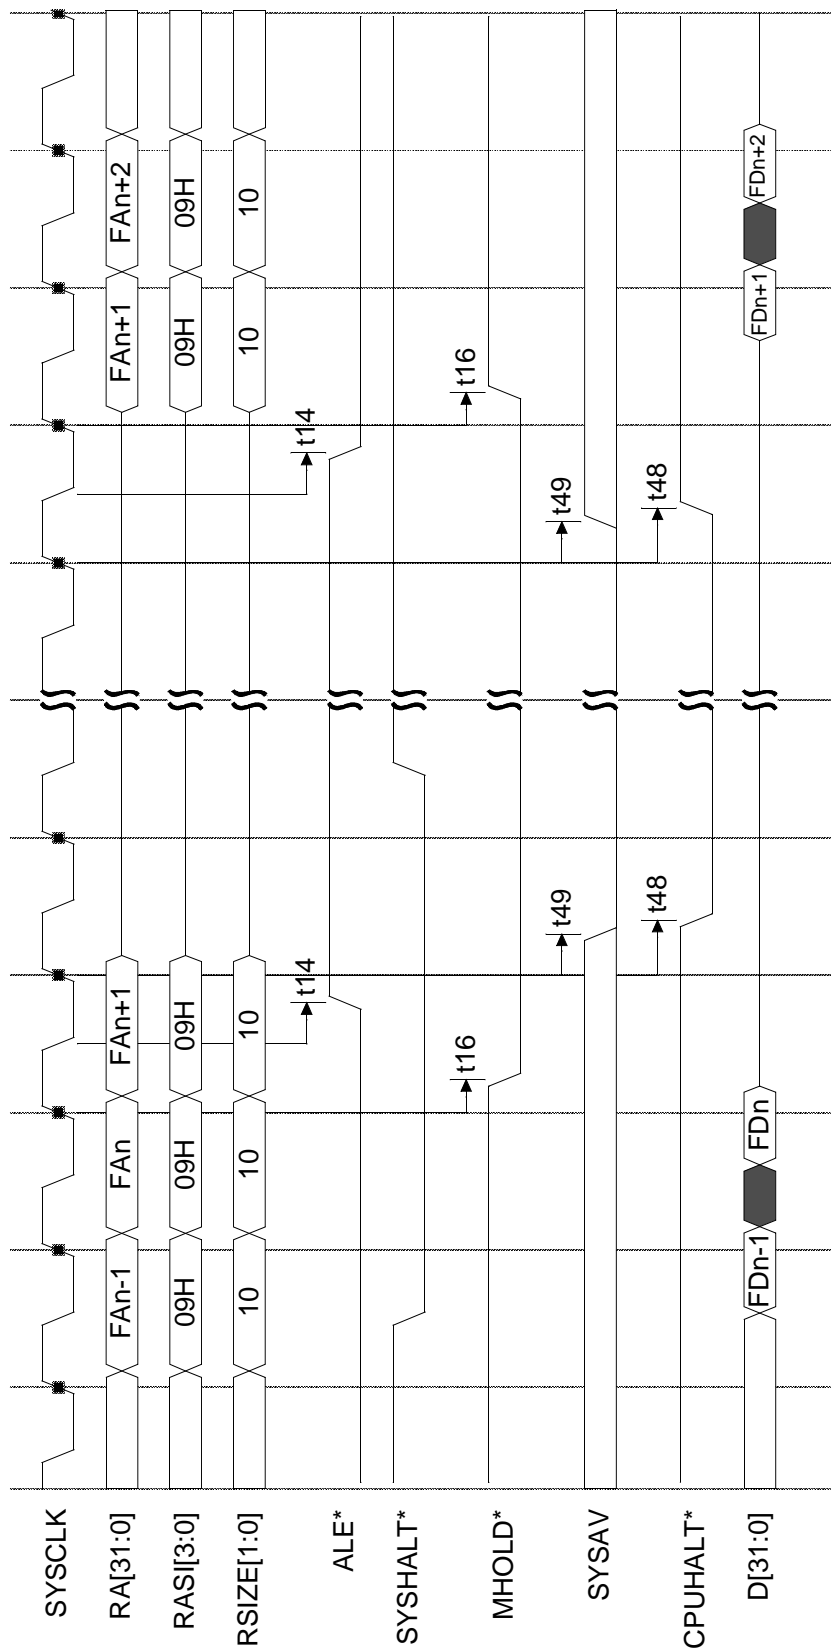 SYSCLK
RA[31:0] FAn-1 FAn FAn+1 FAn+1 FAn+2
RASI[3:0] 09H 09H 09H 09H 09H
RSIZE[1:0] 10 10 10 10 10
t14 t14
ALE*
SYSHALT*
t16 t16
MHOLD*
t49 t49
SYSAV
t48 t48
CPUHALT*
D[31:0] FDn-1 FDn FDn+1 FDn+2